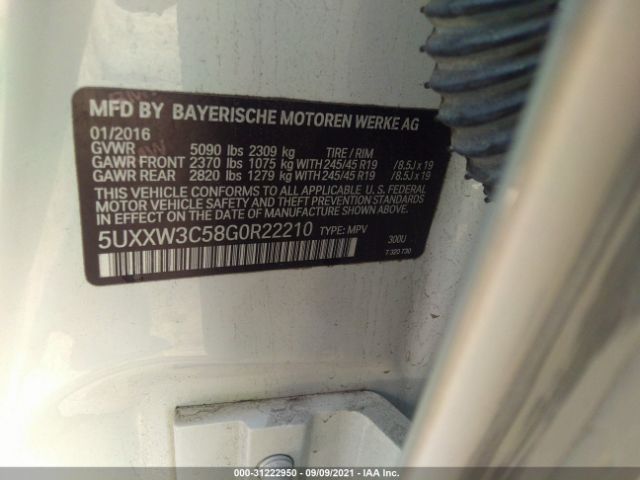 MFD BY BAYERISCHE MOTOREN WERKE AG
01/2016
GVWR 5090 lbs 2309 kg TIRE / RIM
GAWR FRONT 2370 lbs 1075 kg WITH 245/45 R19 / 8.5J x 19
GAWR REAR 2820 lbs 1279 kg WITH 245/45 R19 / 8.5J x 19
THIS VEHICLE CONFORMS TO ALL APPLICABLE U. S. FEDERAL
MOTOR VEHICLE SAFETY AND THEFT PREVENTION STANDARDS
IN EFFECT ON THE DATE OF MANUFACTURE SHOWN ABOVE.
5UXXW3C58G0R22210 TYPE: MPV
300U
7 320 730
000-31222950 - 09/09/2021 - IAA Inc.